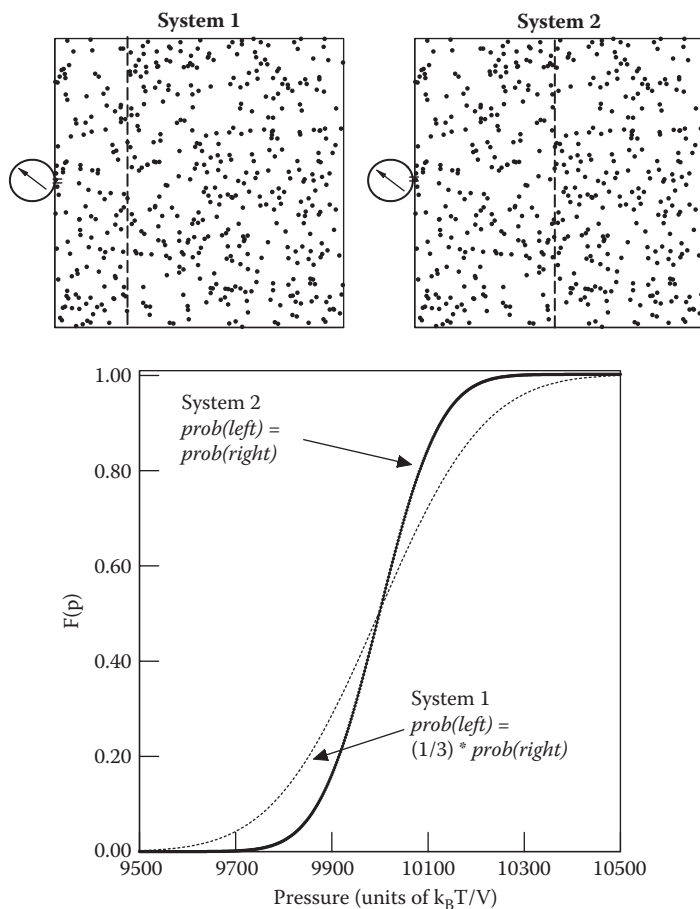 System 1
System 2
1.00
0.80
0.60
0.40
0.20
0.00
F(p)
System 2
prob(left) =
prob(right)
System 1
prob(left) =
(1/3) * prob(right)
9500
9700
9900
10100
10300
10500
Pressure (units of kBT/V)